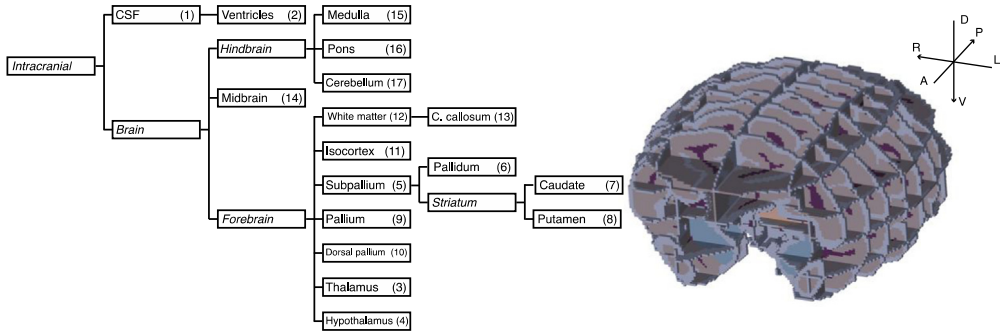 CSF (1)
Ventricles (2)
Medulla (15)
Hindbrain
Pons (16)
Intracranial
Cerebellum (17)
Midbrain (14)
White matter (12)
C. callosum (13)
Brain
Isocortex (11)
Pallidum (6)
Subpallium (5)
Caudate (7)
Striatum
Forebrain
Pallium (9)
Putamen (8)
Dorsal pallium (10)
Thalamus (3)
Hypothalamus (4)
D
P
R
L
A
V